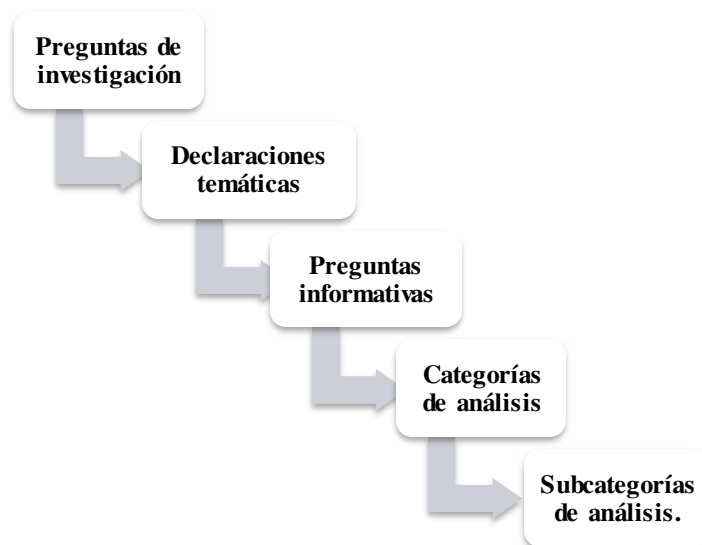 Preguntas de
investigación
Declaraciones
temáticas
Preguntas
informativas
Categorías
de análisis
Subcategorías
de análisis.